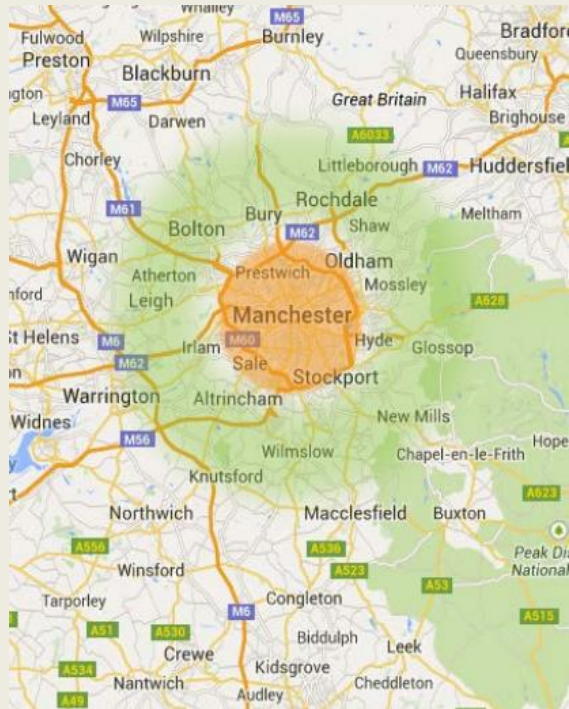 Whalley
M65
Fulwood
Wilpshire
Burnley
Bradford
Preston
Queensbury
Blackburn
M65
Great Britain
Halifax
Leyland
Darwen
Brighouse
A6033
Chorley
Littleborough
M62
Huddersfield
M61
Rochdale
Bury
Shaw
Meltham
Bolton
M62
Wigan
Oldham
Atherton
Prestwich
Mossley
Leigh
A628
Manchester
St Helens
M6
M60
Hyde
Irlam
Glossop
M62
Sale
Stockport
Warrington
Altrincham
New Mills
Widnes
M56
Wilmslow
Chapel-en-le-Frith
Hope
Knutsford
A623
Northwich
Macclesfield
Buxton
A556
A536
Peak Dis
National
Winsford
A523
A53
Tarporley
Congleton
M6
A515
A51
A530
Biddulph
Crewe
Leek
A534
Kidsgrove
Nantwich
Cheddleton
A49
Audley